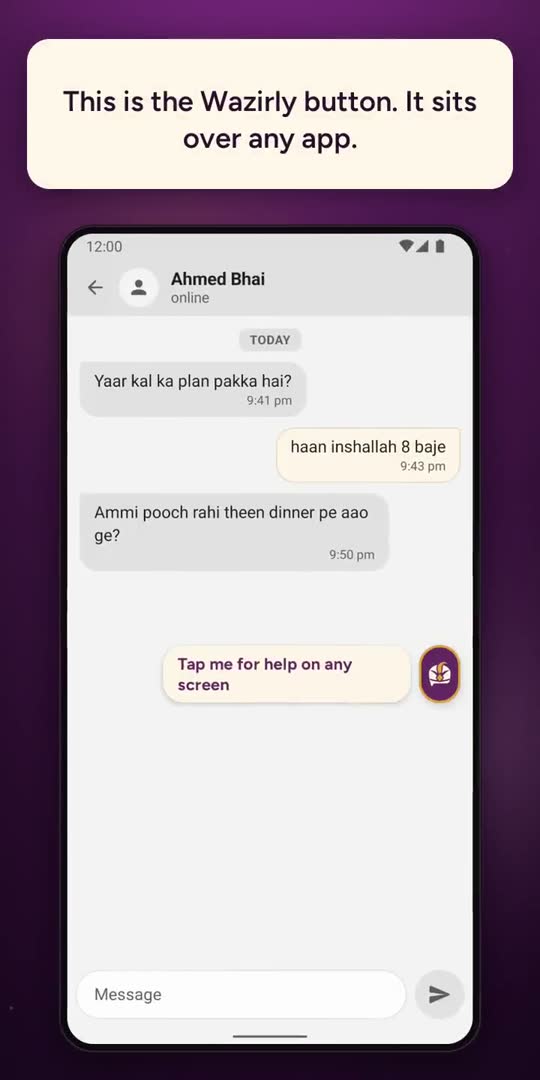 This is the Wazirly button. It sits
over any app.
12:00
Ahmed Bhai
online
TODAY
Yaar kal ka plan pakka hai?
9:41 pm
haan inshallah 8 baje
9:43 pm
Ammi pooch rahi theen dinner pe aao
ge?
9:50 pm
Tap me for help on any
screen
Message